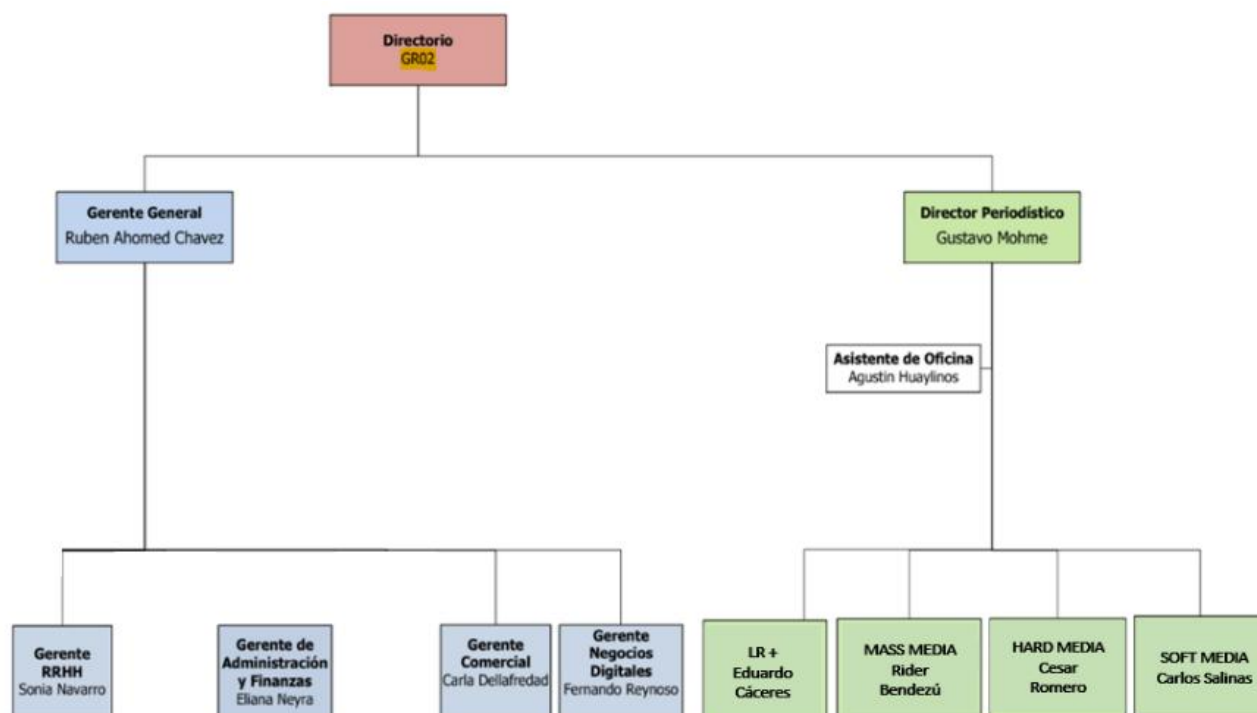 Directorio
GR02
Gerente General
Ruben Ahomed Chavez
Director Periodístico
Gustavo Mohme
Asistente de Oficina
Agustin Huaylinos
Gerente
RRHH
Sonia Navarro
Gerente de
Administración
y Finanzas
Eliana Neyra
Gerente
Comercial
Carla Dellafredad
Gerente
Negocios
Digitales
Fernando Reynoso
LR +
Eduardo
Cáceres
MASS MEDIA
Rider
Bendezú
HARD MEDIA
Cesar
Romero
SOFT MEDIA
Carlos Salinas